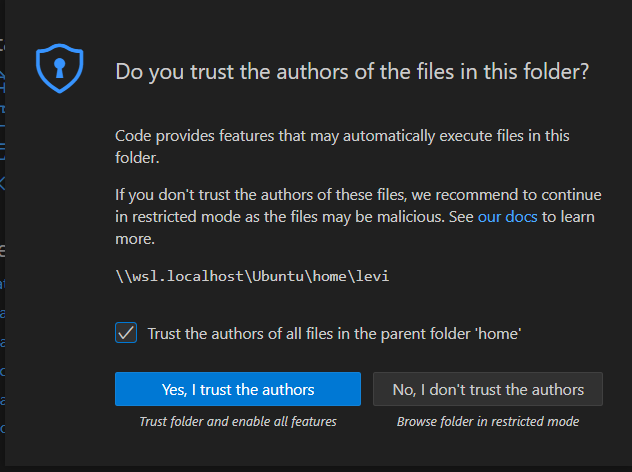 Do you trust the authors of the files in this folder?
Code provides features that may automatically execute files in this
folder.
If you don't trust the authors of these files, we recommend to continue
in restricted mode as the files may be malicious. See our docs to learn
more.
\\wsl.localhost\Ubuntu\home\levi
Trust the authors of all files in the parent folder 'home'
Yes, I trust the authors
No, I don't trust the authors
Trust folder and enable all features
Browse folder in restricted mode